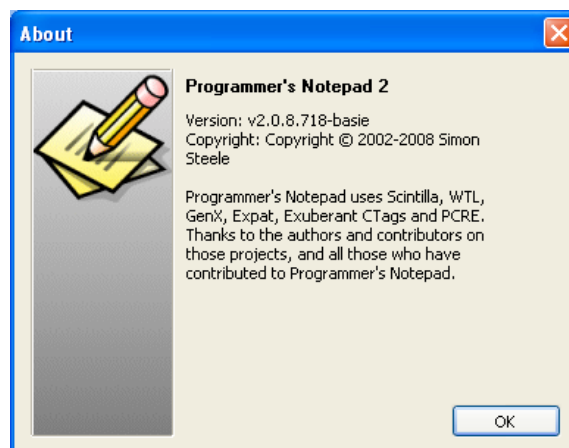 About
Programmer's Notepad 2
Version: v2.0.8.718-basie
Copyright: Copyright © 2002-2008 Simon
Steele
Programmer's Notepad uses Scintilla, WTL,
GenX, Expat, Exuberant CTags and PCRE.
Thanks to the authors and contributors on
those projects, and all those who have
contributed to Programmer's Notepad.
OK